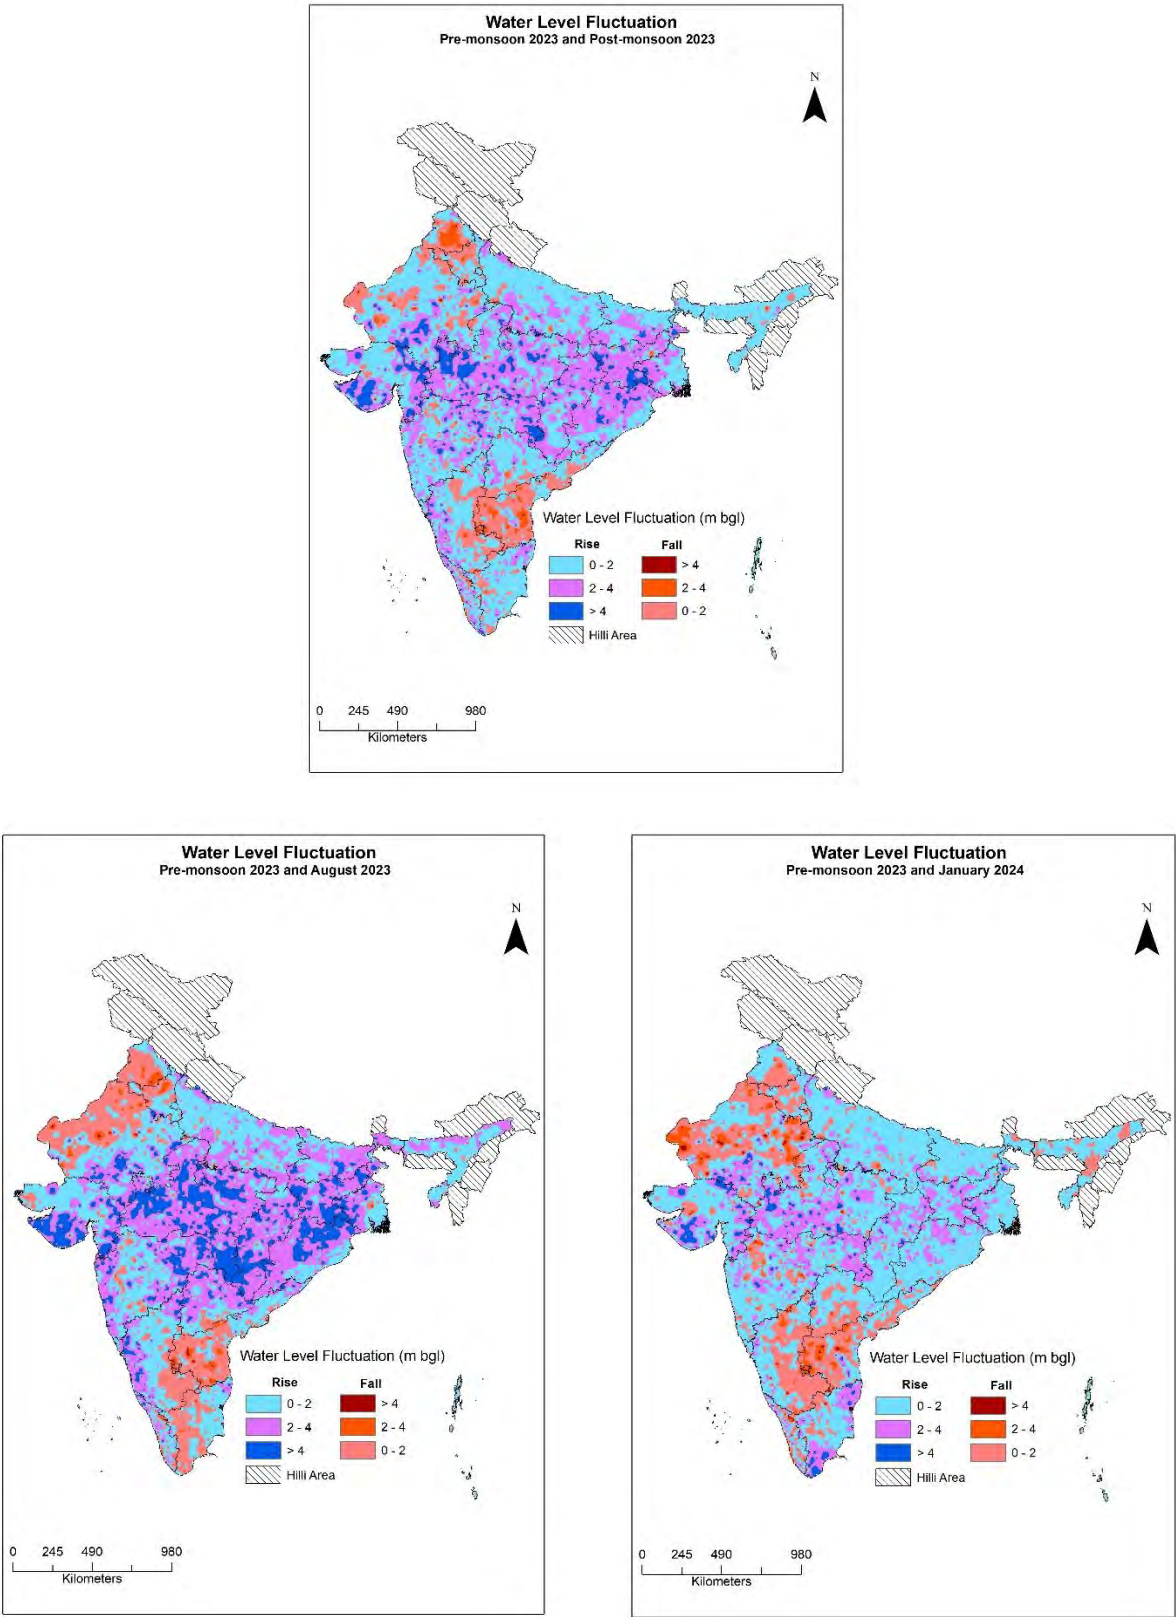 Water Level Fluctuation
Pre-monsoon 2023 and Post-monsoon 2023
N
Water Level Fluctuation (m bgl)
Rise Fall
0 - 2 > 4
2 - 4 2 - 4
> 4 0 - 2
Hilli Area
0 245 490 980
Kilometers
Water Level Fluctuation
Pre-monsoon 2023 and August 2023
N
Water Level Fluctuation (m bgl)
Rise Fall
0 - 2 > 4
2 - 4 2 - 4
> 4 0 - 2
Hilli Area
0 245 490 980
Kilometers
Water Level Fluctuation
Pre-monsoon 2023 and January 2024
N
Water Level Fluctuation (m bgl)
Rise Fall
0 - 2 > 4
2 - 4 2 - 4
> 4 0 - 2
Hilli Area
0 245 490 980
Kilometers